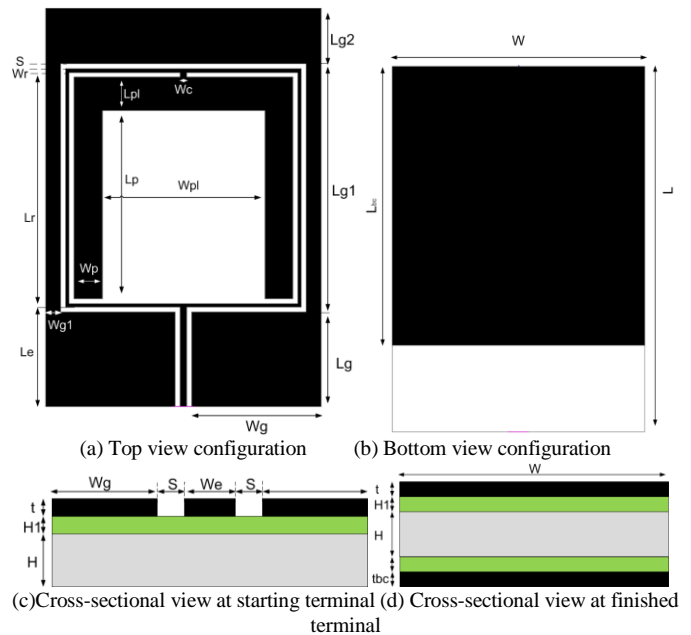 S
Wr
Lg2
Wc
Lpl
Lp
Wpl
Lr
Lg1
Wp
Wg1
Le
Lg
Wg
W
Lbc
L
(a) Top view configuration
(b) Bottom view configuration
Wg
S
We
S
t
H1
H
W
t
H1
H
tbc
(c)Cross-sectional view at starting terminal (d) Cross-sectional view at finished
terminal